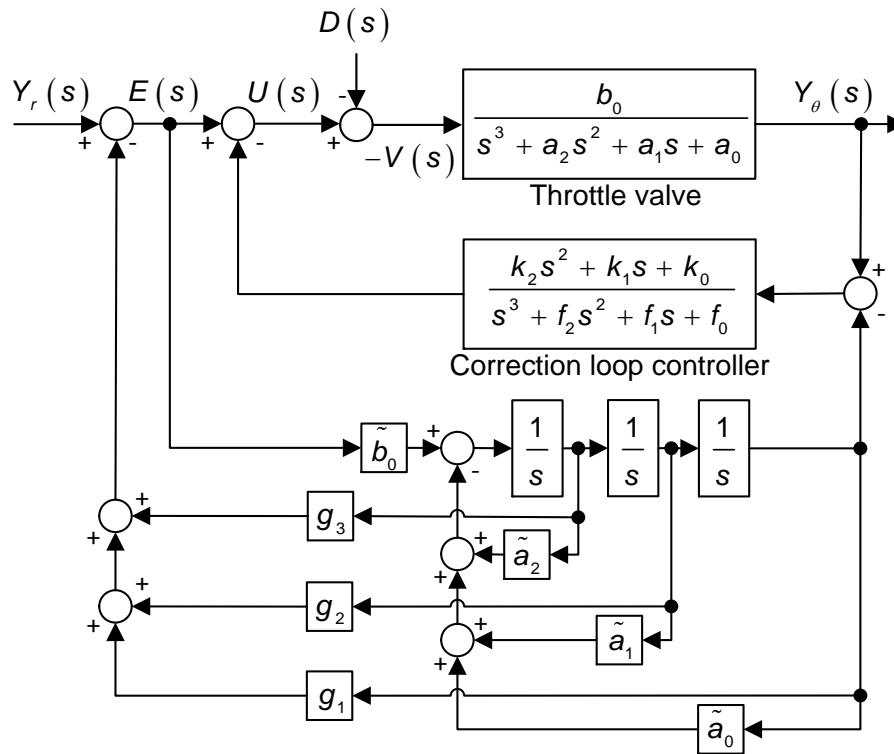 D(s)
Y_r(s) E(s) U(s) Y_θ(s)
-
+ - + - +
−V(s)
b_0
s^3 + a_2s^2 + a_1s + a_0
Throttle valve
k_2s^2 + k_1s + k_0
s^3 + f_2s^2 + f_1s + f_0
Correction loop controller
+
-
b̃_0
+
-
1
s
1
s
1
s
g_3
+
+
ã_2
+
+
g_2
+
+
ã_1
+
+
g_1
ã_0